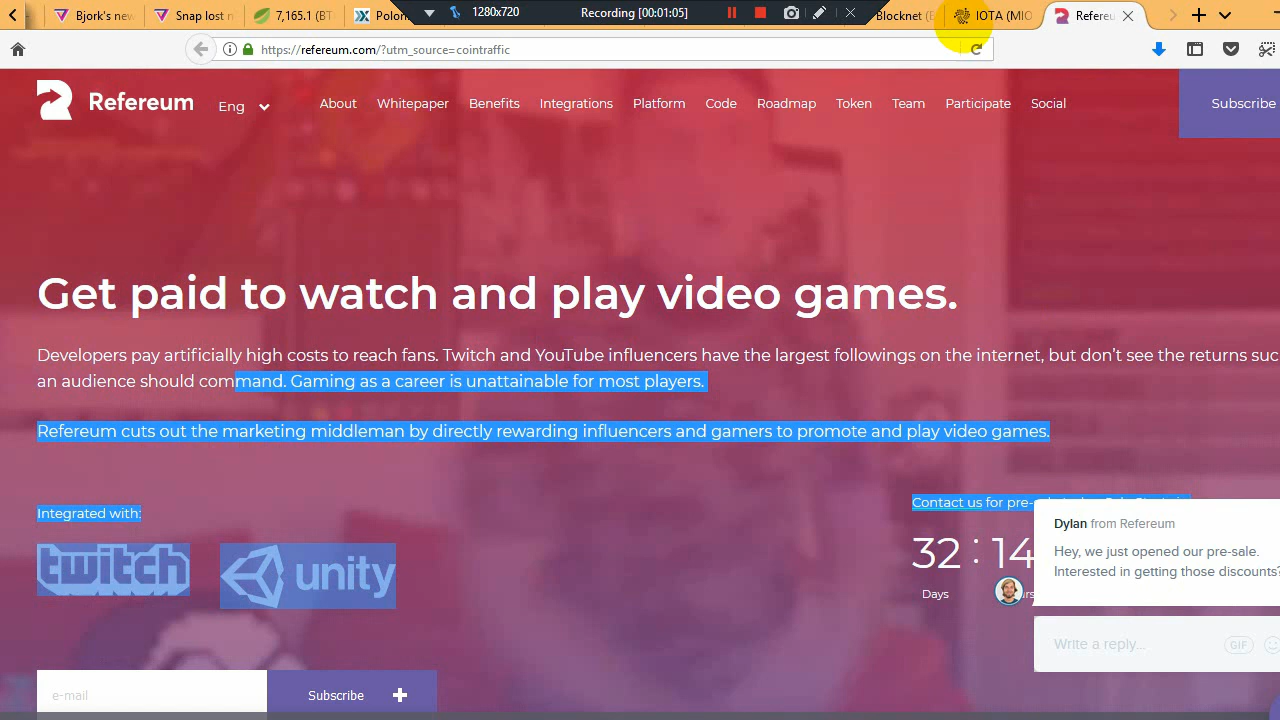 1280x720
Recording [00:01:05]
Bjork's new
Snap lost n
7,165.1 (BT
Polon
Blocknet (
IOTA (MIO
Refereu
https://refereum.com/?utm_source=cointraffic
Refereum
Eng
About
Whitepaper
Benefits
Integrations
Platform
Code
Roadmap
Token
Team
Participate
Social
Subscribe
Get paid to watch and play video games.
Developers pay artificially high costs to reach fans. Twitch and YouTube influencers have the largest followings on the internet, but don't see the returns suc
an audience should command. Gaming as a career is unattainable for most players.
Refereum cuts out the marketing middleman by directly rewarding influencers and gamers to promote and play video games.
Integrated with:
twitch
unity
Contact us for pre-
32 : 14
Days
urs
Dylan from Refereum
Hey, we just opened our pre-sale.
Interested in getting those discounts?
Write a reply...
GIF
e-mail
Subscribe